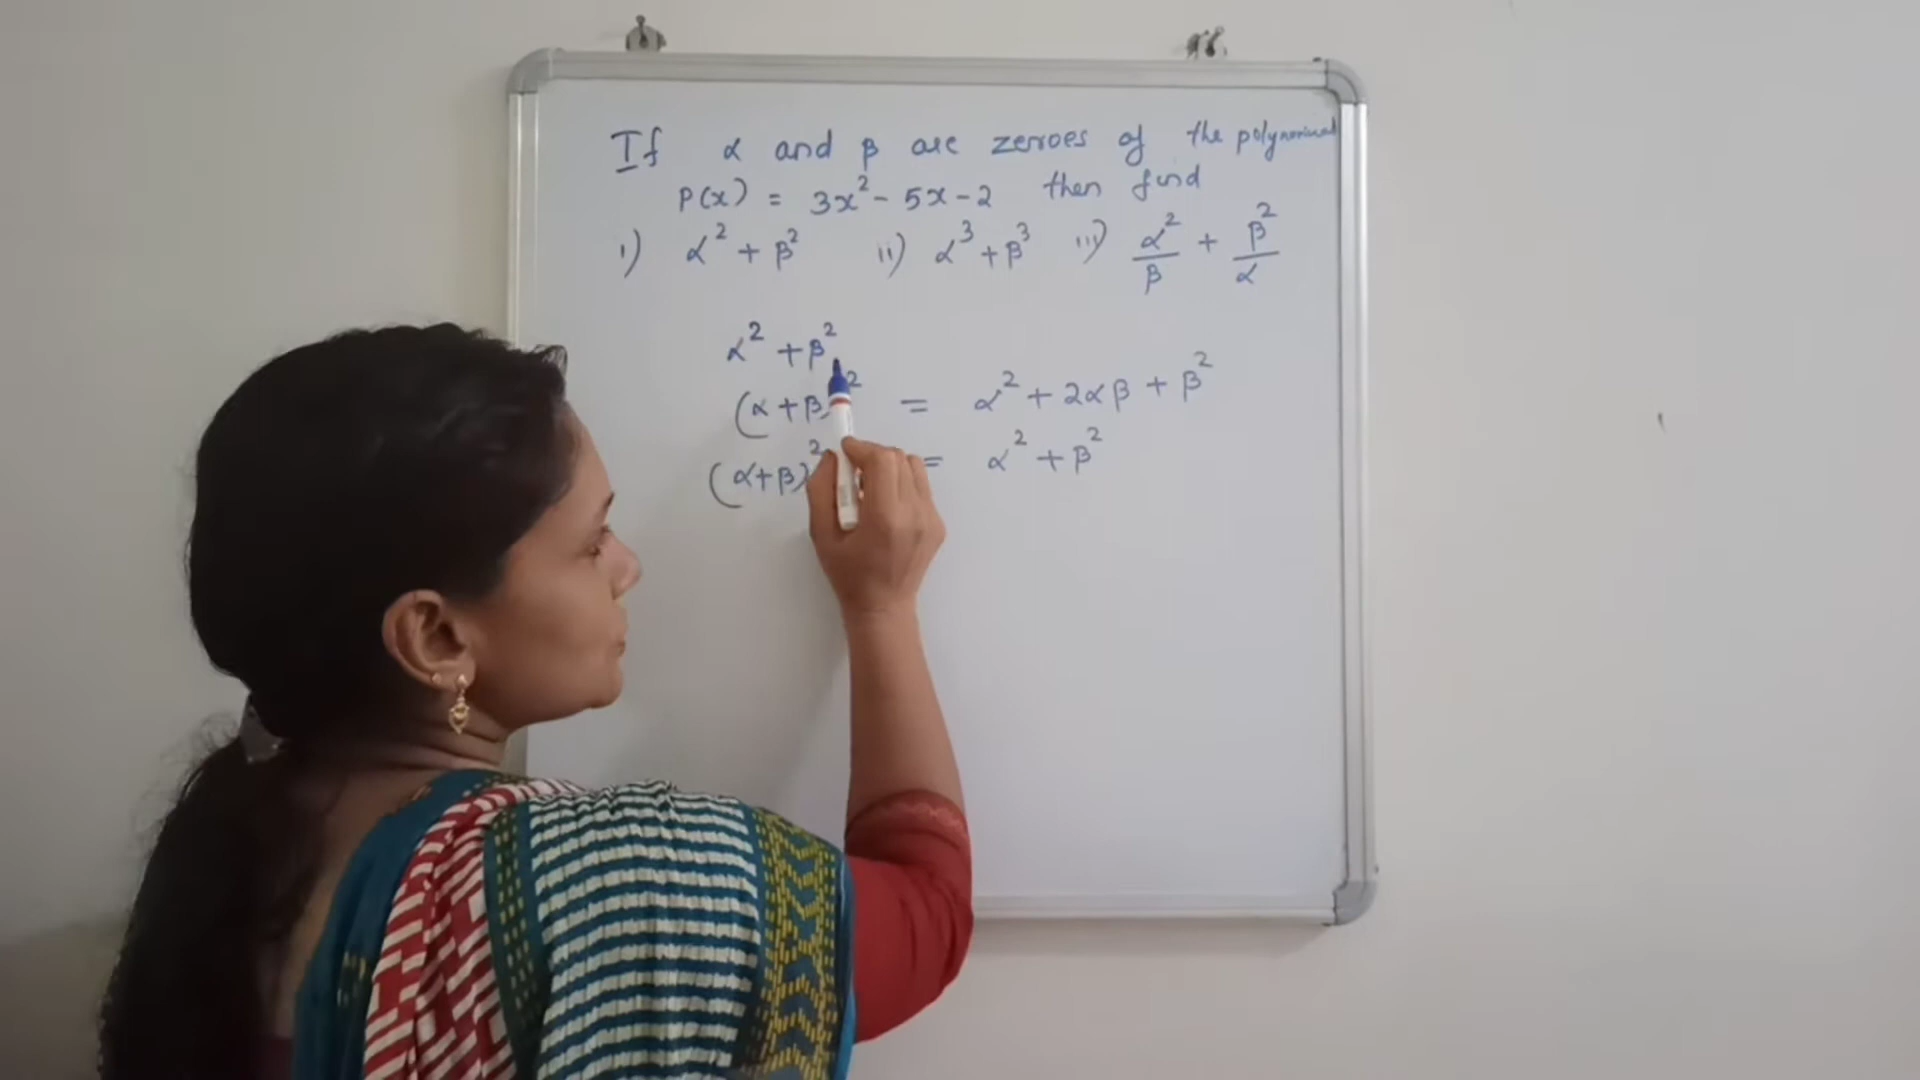 If α and β are zeroes of the polynomial
P(x) = 3x² - 5x - 2 then find
i) α² + β² ii) α³ + β³ iii) α²/β + β²/α
α² + β²
(α + β)² = α² + 2αβ + β²
(α+β)² = α² + β²